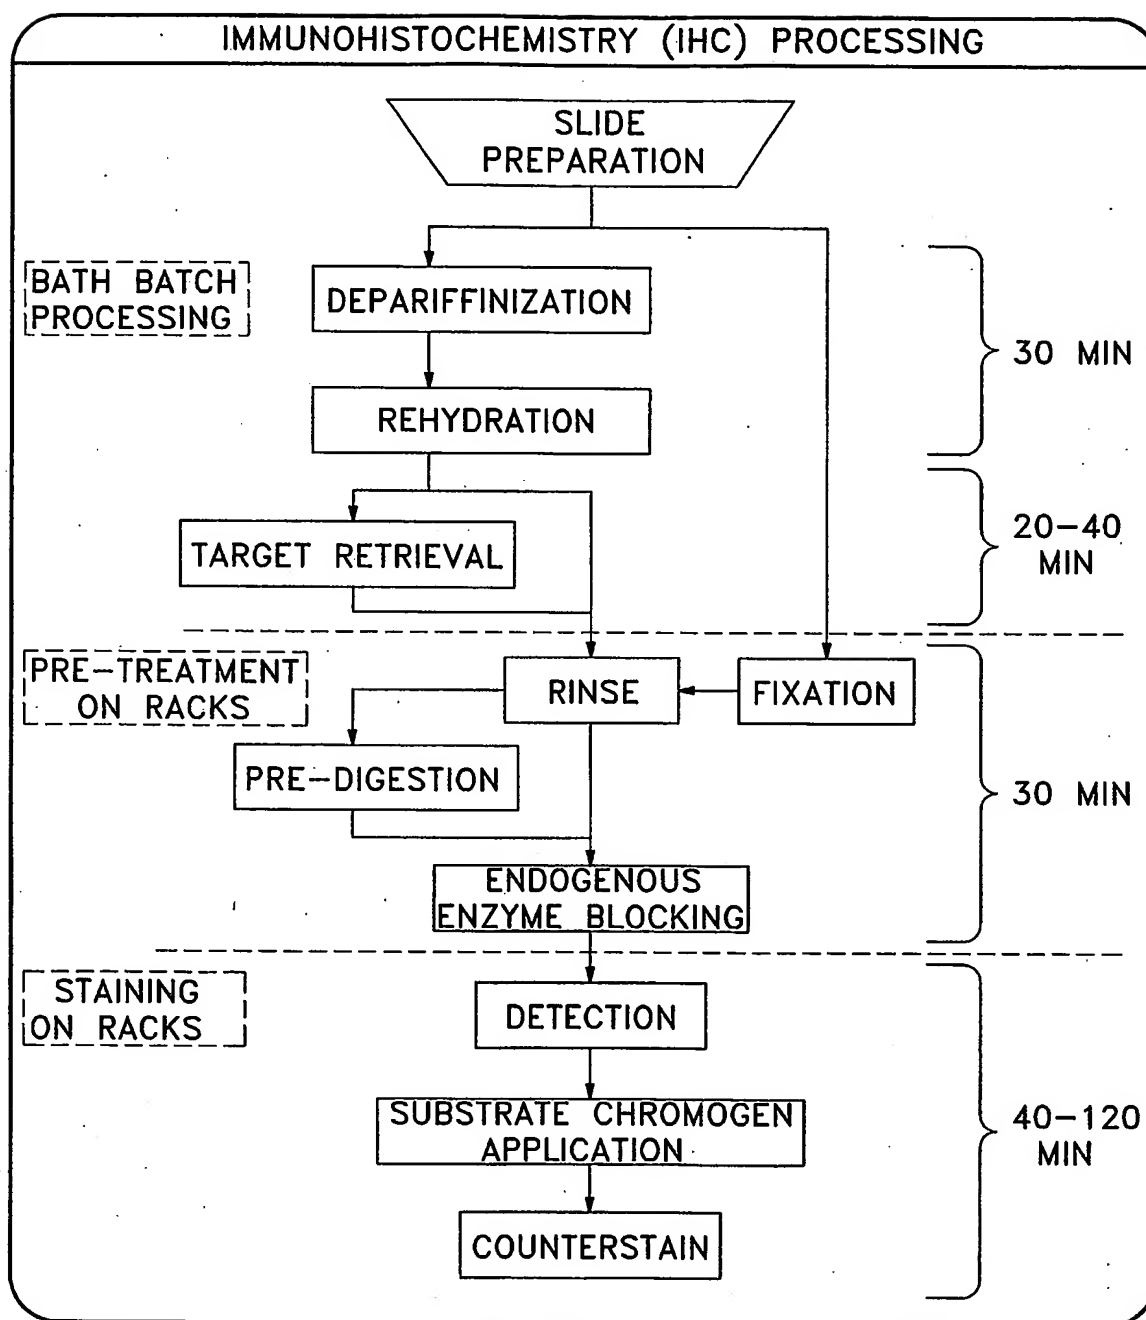 IMMUNOHISTOCHEMISTRY (IHC) PROCESSING
SLIDE
PREPARATION
BATH BATCH
PROCESSING
DEPARIFFINIZATION
30 MIN
REHYDRATION
TARGET RETRIEVAL
20-40
MIN
PRE-TREATMENT
ON RACKS
RINSE
FIXATION
PRE-DIGESTION
30 MIN
ENDOGENOUS
ENZYME BLOCKING
STAINING
ON RACKS
DETECTION
SUBSTRATE CHROMOGEN
APPLICATION
40-120
MIN
COUNTERSTAIN